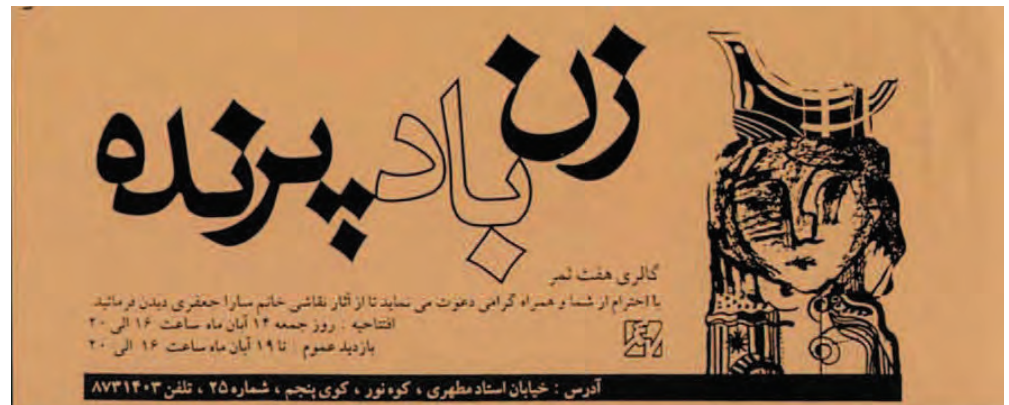 زن
باد
پرنده
گالری هفت ثمر
با احترام از شما و همراه گرامی دعوت می نماید تا از آثار نقاشی خانم سارا جعفری دیدن فرمائید
افتتاحیه : روز جمعه ۱۴ آبان ماه ساعت ۱۶ الی ۲۰
بازدید عموم تا ۱۹ آبان ماه ساعت ۱۶ الی ۲۰
آدرس : خیابان استاد مطهری ، کوه نور ، کوی پنجم ، شماره ۲۵ ، تلفن ۸۷۳۱۴۰۳